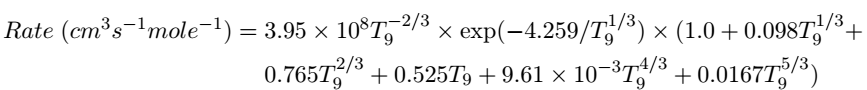 Rate (cm³s⁻¹mole⁻¹) = 3.95 × 10⁸T₉^{-2/3} × exp(−4.259/T₉^{1/3}) × (1.0 + 0.098T₉^{1/3}+
0.765T₉^{2/3} + 0.525T₉ + 9.61 × 10⁻³T₉^{4/3} + 0.0167T₉^{5/3})